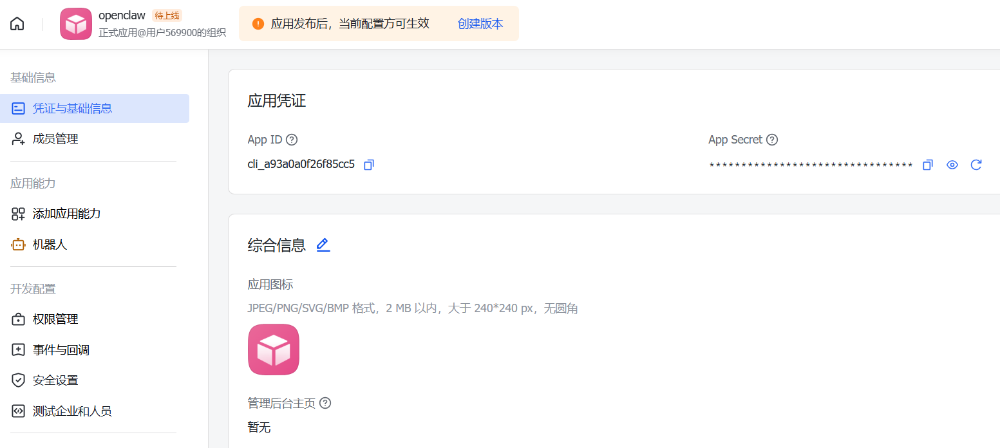 openclaw 待上线
正式应用@用户569900的组织
应用发布后，当前配置方可生效 创建版本
基础信息
凭证与基础信息
成员管理
应用能力
添加应用能力
机器人
开发配置
权限管理
事件与回调
安全设置
测试企业和人员
应用凭证
App ID
cli_a93a0a0f26f85cc5
App Secret
********************************
综合信息
应用图标
JPEG/PNG/SVG/BMP 格式，2 MB 以内，大于 240*240 px，无圆角
管理后台主页
暂无